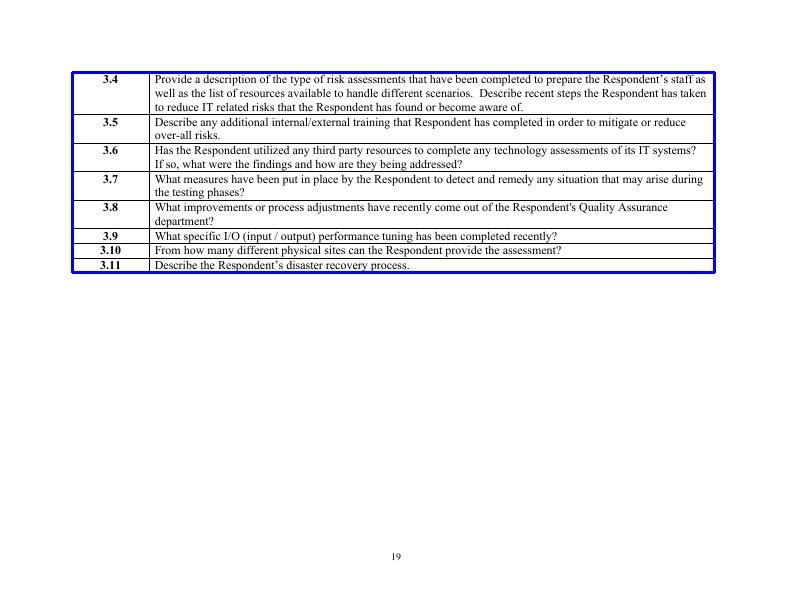 3.4 Provide a description of the type of risk assessments that have been completed to prepare the Respondent’s staff as
well as the list of resources available to handle different scenarios.  Describe recent steps the Respondent has taken
to reduce IT related risks that the Respondent has found or become aware of.
3.5 Describe any additional internal/external training that Respondent has completed in order to mitigate or reduce
over-all risks.
3.6 Has the Respondent utilized any third party resources to complete any technology assessments of its IT systems?
If so, what were the findings and how are they being addressed?
3.7 What measures have been put in place by the Respondent to detect and remedy any situation that may arise during
the testing phases?
3.8 What improvements or process adjustments have recently come out of the Respondent's Quality Assurance
department?
3.9 What specific I/O (input / output) performance tuning has been completed recently?
3.10 From how many different physical sites can the Respondent provide the assessment?
3.11 Describe the Respondent’s disaster recovery process.
19